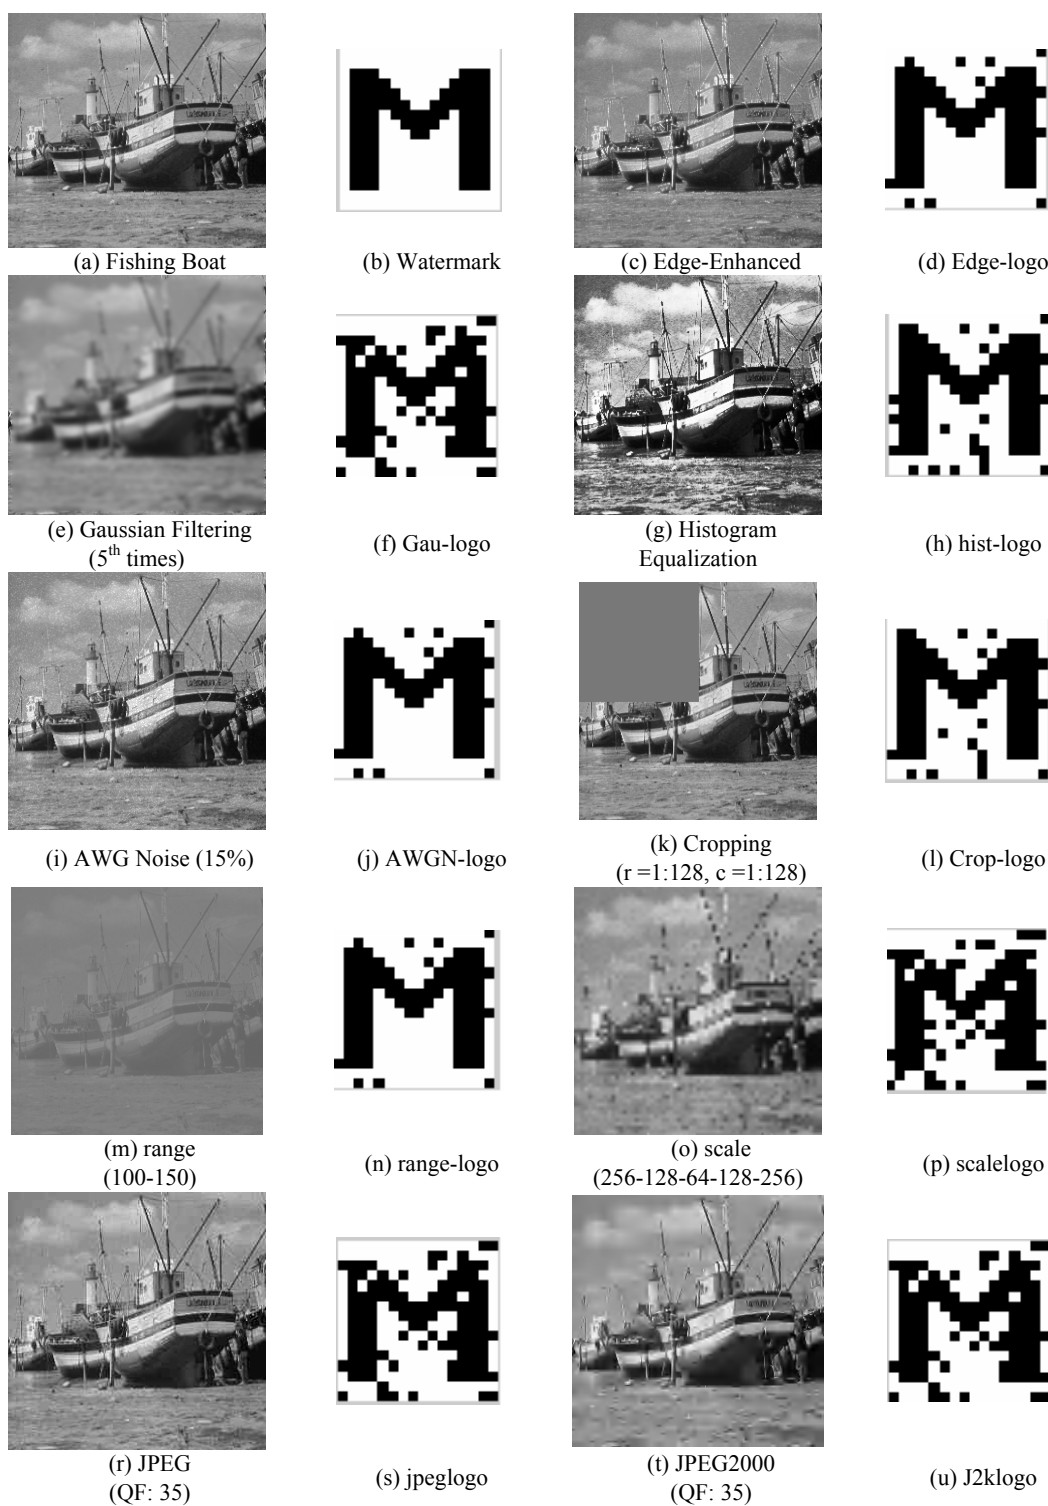 (a) Fishing Boat
(b) Watermark
(c) Edge-Enhanced
(d) Edge-logo
(e) Gaussian Filtering
(5th times)
(f) Gau-logo
(g) Histogram
Equalization
(h) hist-logo
(i) AWG Noise (15%)
(j) AWGN-logo
(k) Cropping
(r =1:128, c =1:128)
(l) Crop-logo
(m) range
(100-150)
(n) range-logo
(o) scale
(256-128-64-128-256)
(p) scalelogo
(r) JPEG
(QF: 35)
(s) jpeglogo
(t) JPEG2000
(QF: 35)
(u) J2klogo